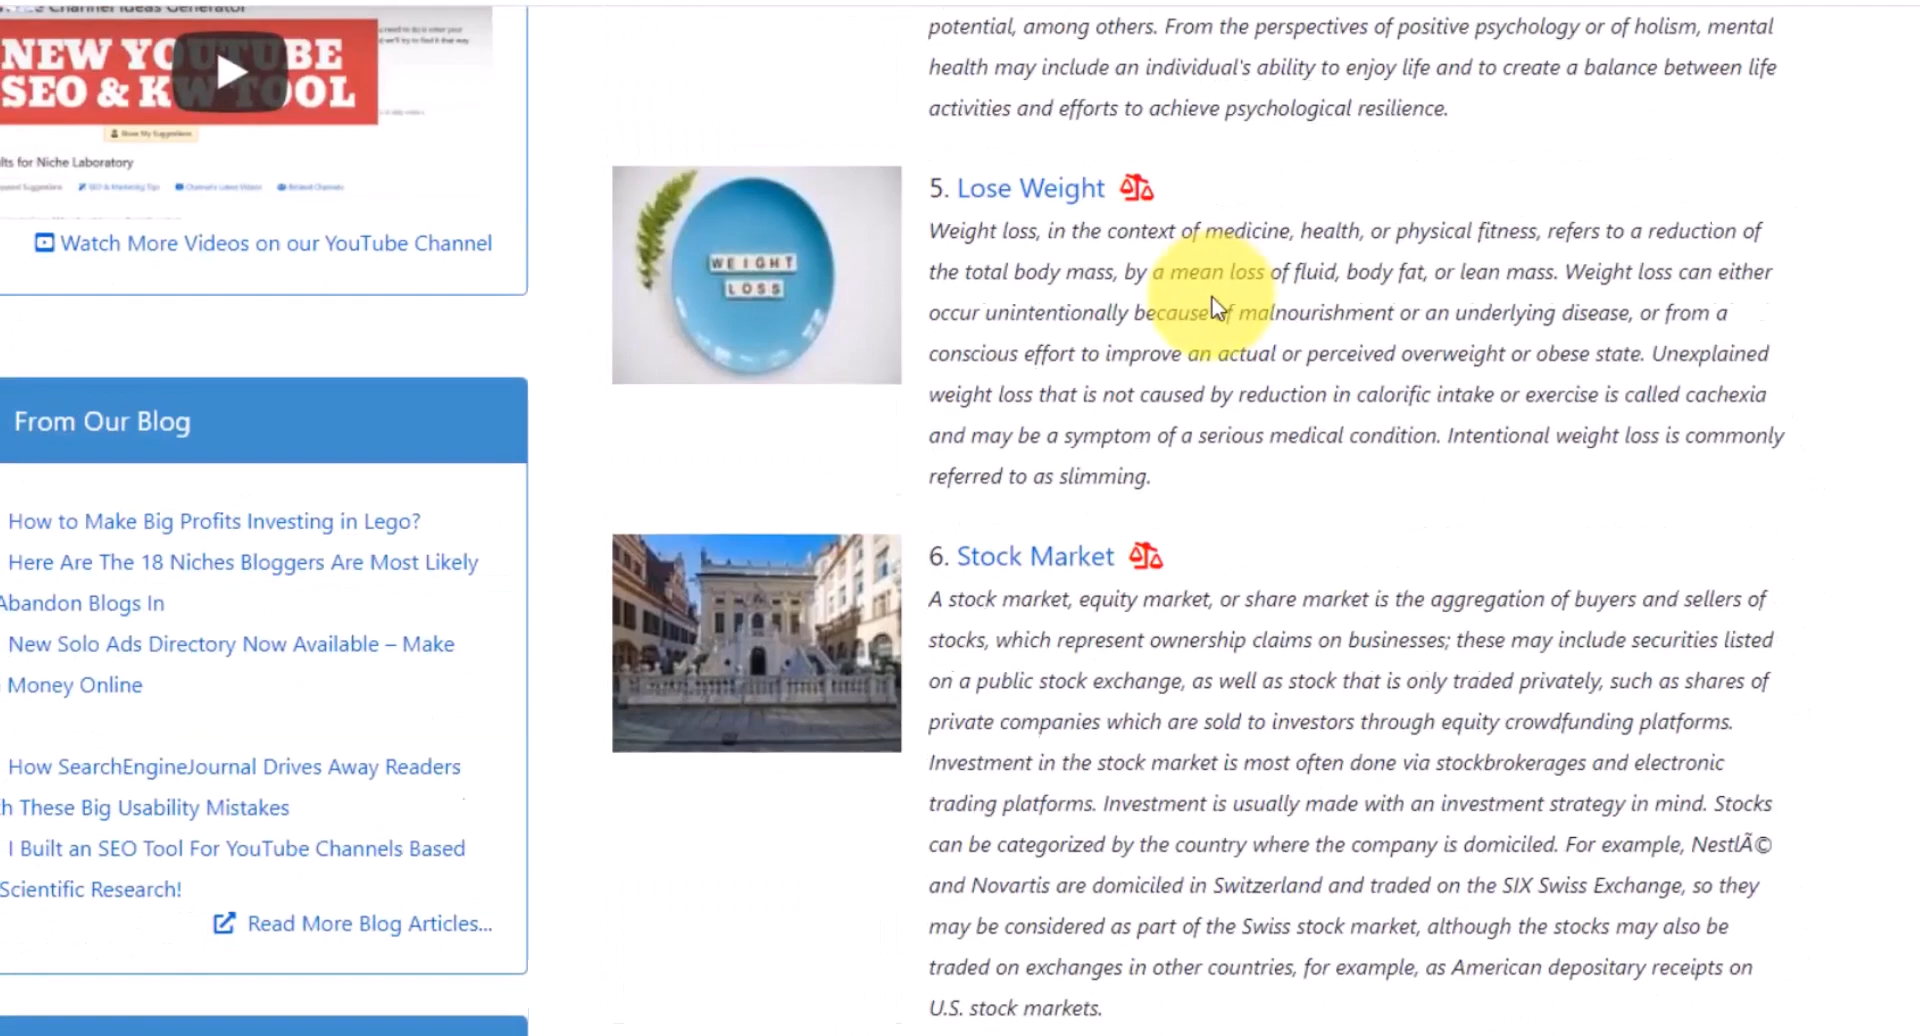 Channel Ideas Generator
NEW YOUTUBE
SEO & KW TOOL
Show My Suggestions
lts for Niche Laboratory
SEO & Marketing Tips
Channel's Latest Videos
Related Channels
Watch More Videos on our YouTube Channel
From Our Blog
How to Make Big Profits Investing in Lego?
Here Are The 18 Niches Bloggers Are Most Likely
Abandon Blogs In
New Solo Ads Directory Now Available – Make
Money Online
How SearchEngineJournal Drives Away Readers
h These Big Usability Mistakes
I Built an SEO Tool For YouTube Channels Based
Scientific Research!
Read More Blog Articles...
potential, among others. From the perspectives of positive psychology or of holism, mental
health may include an individual's ability to enjoy life and to create a balance between life
activities and efforts to achieve psychological resilience.
WEIGHT
LOSS
5. Lose Weight
Weight loss, in the context of medicine, health, or physical fitness, refers to a reduction of
the total body mass, by a mean loss of fluid, body fat, or lean mass. Weight loss can either
occur unintentionally because of malnourishment or an underlying disease, or from a
conscious effort to improve an actual or perceived overweight or obese state. Unexplained
weight loss that is not caused by reduction in calorific intake or exercise is called cachexia
and may be a symptom of a serious medical condition. Intentional weight loss is commonly
referred to as slimming.
6. Stock Market
A stock market, equity market, or share market is the aggregation of buyers and sellers of
stocks, which represent ownership claims on businesses; these may include securities listed
on a public stock exchange, as well as stock that is only traded privately, such as shares of
private companies which are sold to investors through equity crowdfunding platforms.
Investment in the stock market is most often done via stockbrokerages and electronic
trading platforms. Investment is usually made with an investment strategy in mind. Stocks
can be categorized by the country where the company is domiciled. For example, NestlÃ©
and Novartis are domiciled in Switzerland and traded on the SIX Swiss Exchange, so they
may be considered as part of the Swiss stock market, although the stocks may also be
traded on exchanges in other countries, for example, as American depositary receipts on
U.S. stock markets.